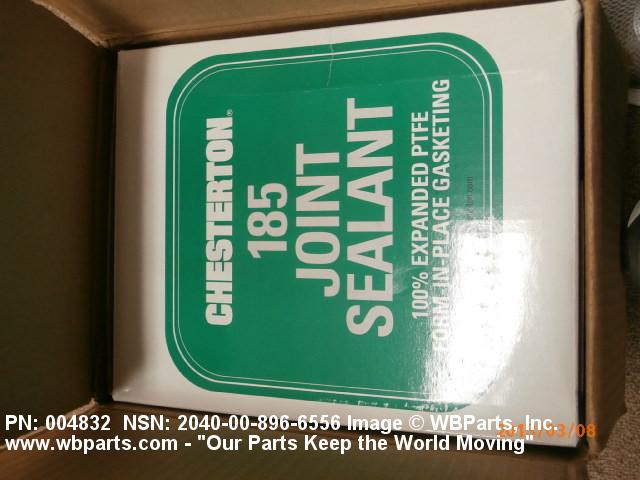 CHESTERTON®
185
JOINT
SEALANT
100% EXPANDED PTFE
FORM-IN-PLACE GASKETING
PN: 004832 NSN: 2040-00-896-6556 Image © WBParts, Inc.
www.wbparts.com - "Our Parts Keep the World Moving"